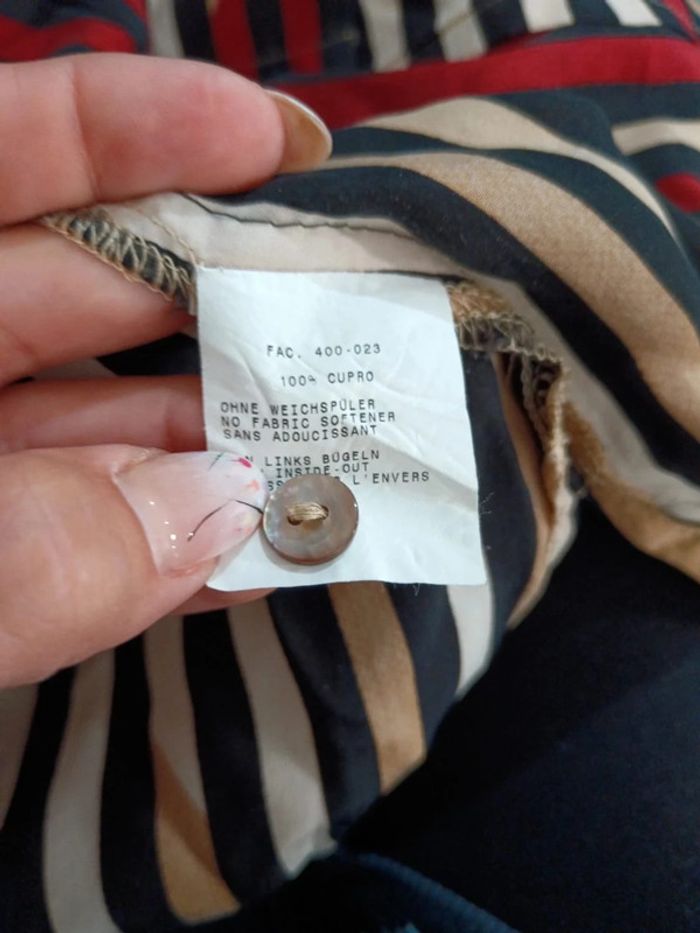 FAC. 400-023
100% CUPRO
OHNE WEICHSPÜLER
NO FABRIC SOFTENER
SANS ADOUCISSANT
LINKS BÜGELN
INSIDE-OUT
L'ENVERS